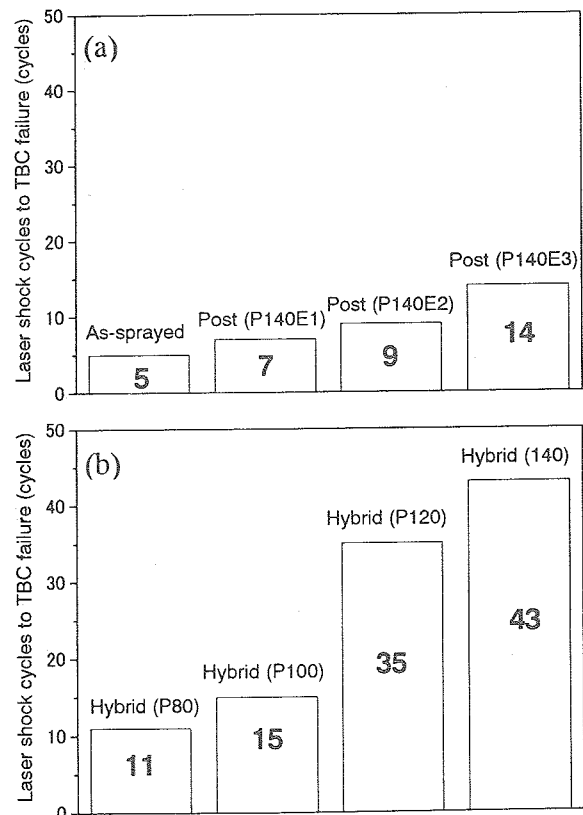 (a)
Laser shock cycles to TBC failure (cycles)
50
40
30
20
10
0
As-sprayed
5
Post (P140E1)
7
Post (P140E2)
9
Post (P140E3)
14
(b)
Laser shock cycles to TBC failure (cycles)
50
40
30
20
10
0
Hybrid (P80)
11
Hybrid (P100)
15
Hybrid (P120)
35
Hybrid (140)
43